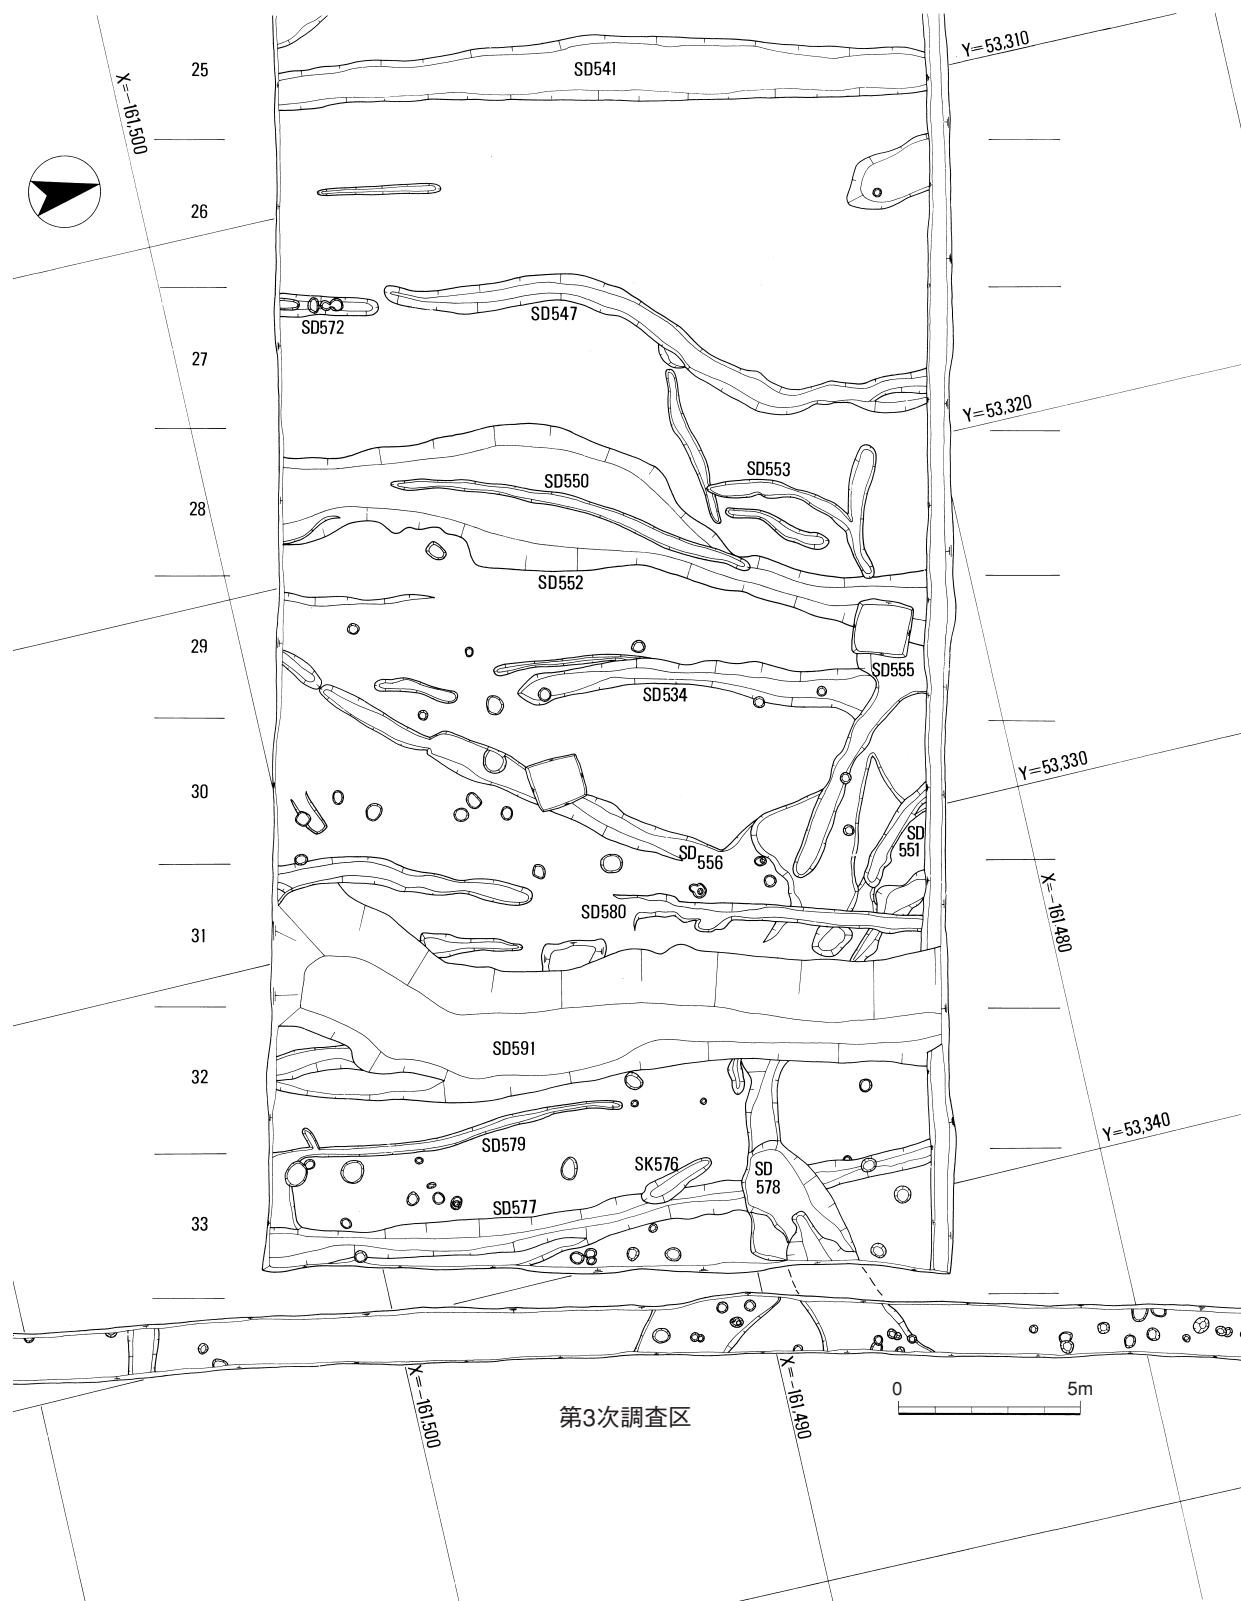 Y=53,310
25
SD541
X=-161,500
26
SD572
SD547
27
Y=53,320
SD553
SD550
28
SD552
29
SD555
SD534
Y=53,330
30
SD
551
SD
556
X=-161,480
SD580
31
SD591
32
Y=53,340
SD579
SK576
SD
578
SD577
33
X=-161,500
X=-161,490
0
5m
第3次調査区